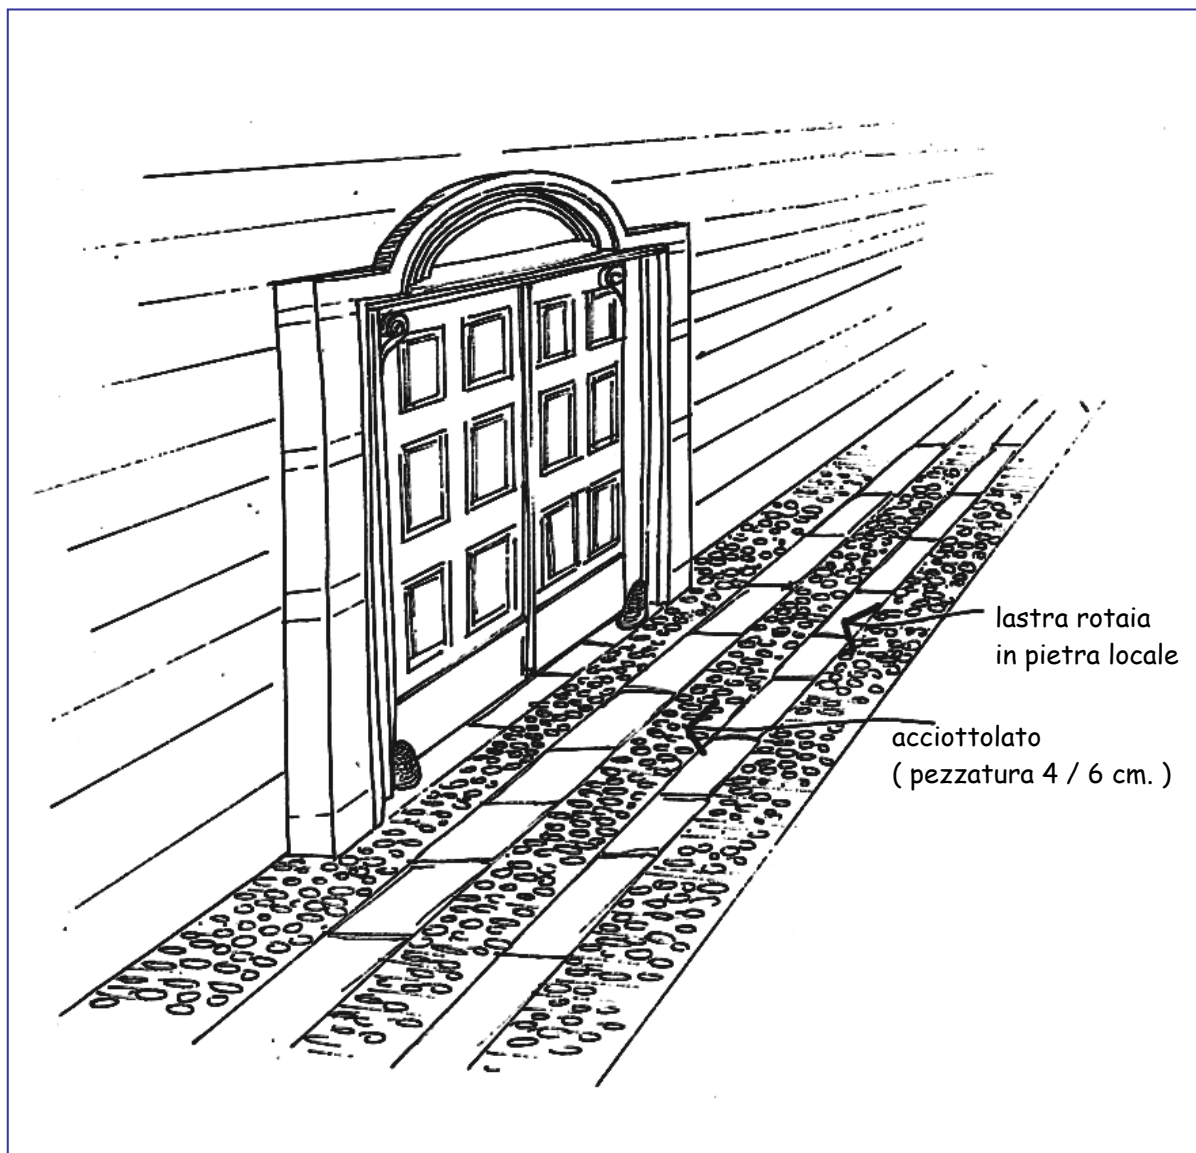 lastra rotaia
in pietra locale
acciottolato
( pezzatura 4 / 6 cm. )